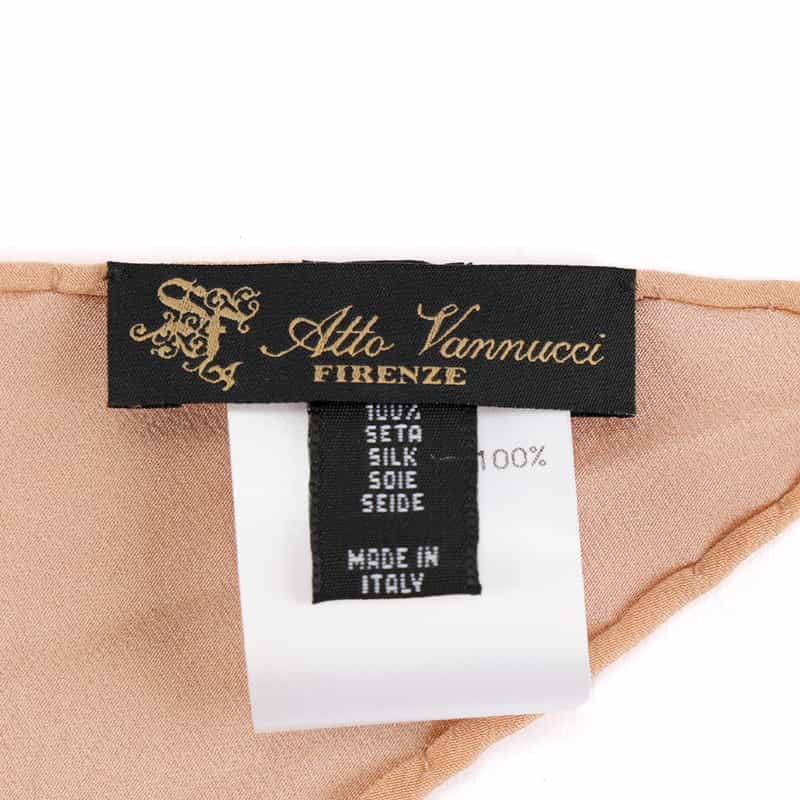 Atto Vannucci
FIRENZE
100%
SETA
SILK
SOIE
SEIDE
MADE IN
ITALY
100%